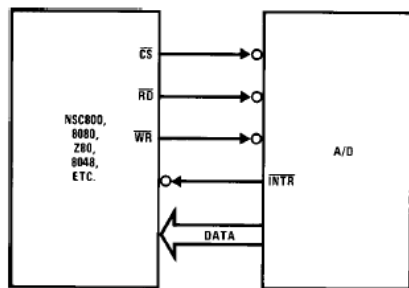 CS
RD
NSC800,
8080,
WR
Z80,
8048,
ETC.
A/D
INTR
DATA